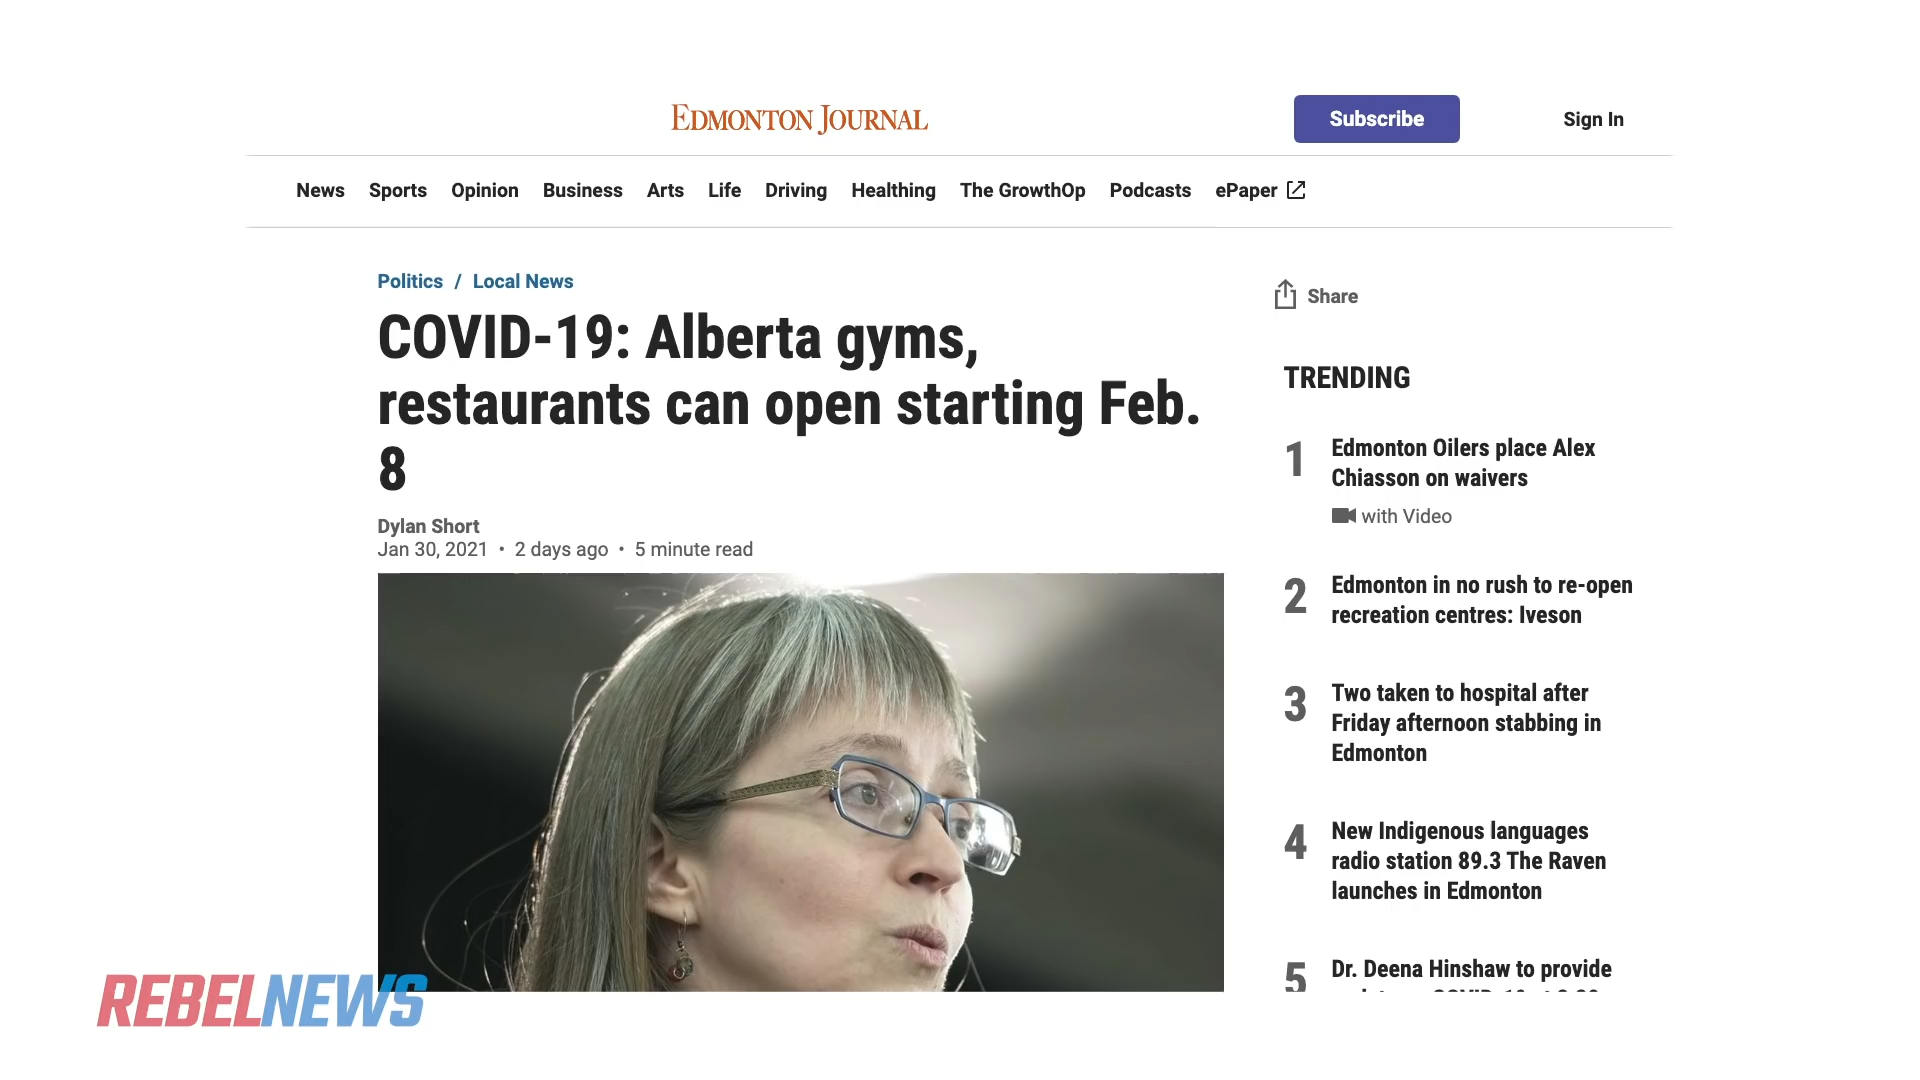 EDMONTON JOURNAL
Subscribe
Sign In
News Sports Opinion Business Arts Life Driving Healthing The GrowthOp Podcasts ePaper
Politics / Local News
COVID-19: Alberta gyms,
restaurants can open starting Feb.
8
Dylan Short
Jan 30, 2021 • 2 days ago • 5 minute read
Share
TRENDING
1 Edmonton Oilers place Alex
Chiasson on waivers
with Video
2 Edmonton in no rush to re-open
recreation centres: Iveson
3 Two taken to hospital after
Friday afternoon stabbing in
Edmonton
4 New Indigenous languages
radio station 89.3 The Raven
launches in Edmonton
5 Dr. Deena Hinshaw to provide
REBELNEWS